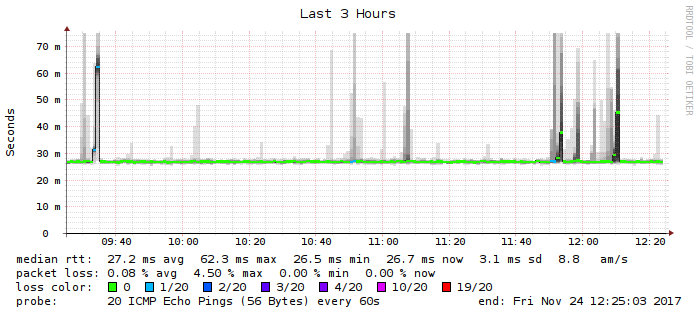 Last 3 Hours
RRDTOOL / TOBI OETIKER
Seconds
70 m
60 m
50 m
40 m
30 m
20 m
10 m
0
09:40 10:00 10:20 10:40 11:00 11:20 11:40 12:00 12:20
median rtt: 27.2 ms avg 62.3 ms max 26.5 ms min 26.7 ms now 3.1 ms sd 8.8 am/s
packet loss: 0.08 % avg 4.50 % max 0.00 % min 0.00 % now
loss color: 0 1/20 2/20 3/20 4/20 10/20 19/20
probe: 20 ICMP Echo Pings (56 Bytes) every 60s end: Fri Nov 24 12:25:03 2017